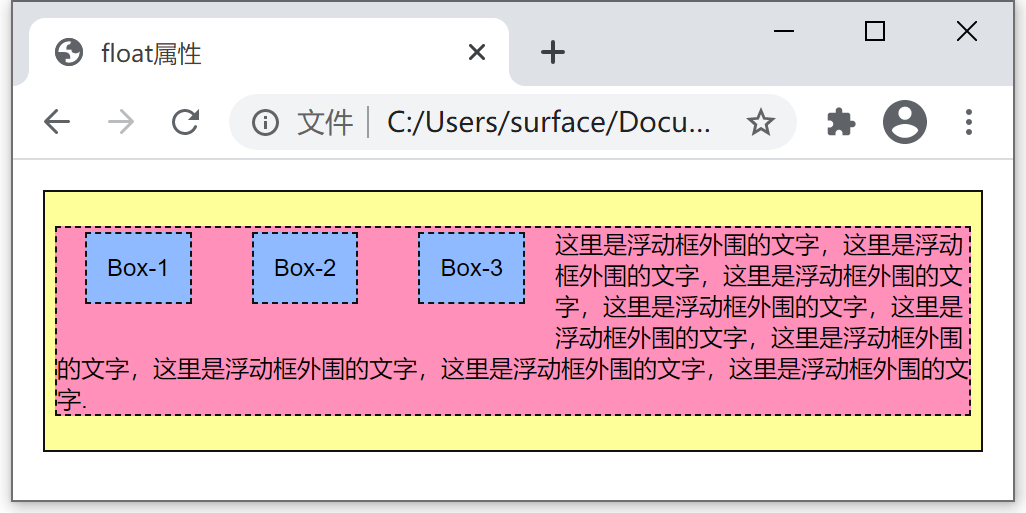 float属性
文件 C:/Users/surface/Docu...
Box-1 Box-2 Box-3
这里是浮动框外围的文字，这里是浮动
框外围的文字，这里是浮动框外围的文
字，这里是浮动框外围的文字，这里是
浮动框外围的文字，这里是浮动框外围
的文字，这里是浮动框外围的文字，这里是浮动框外围的文字，这里是浮动框外围的文
字.